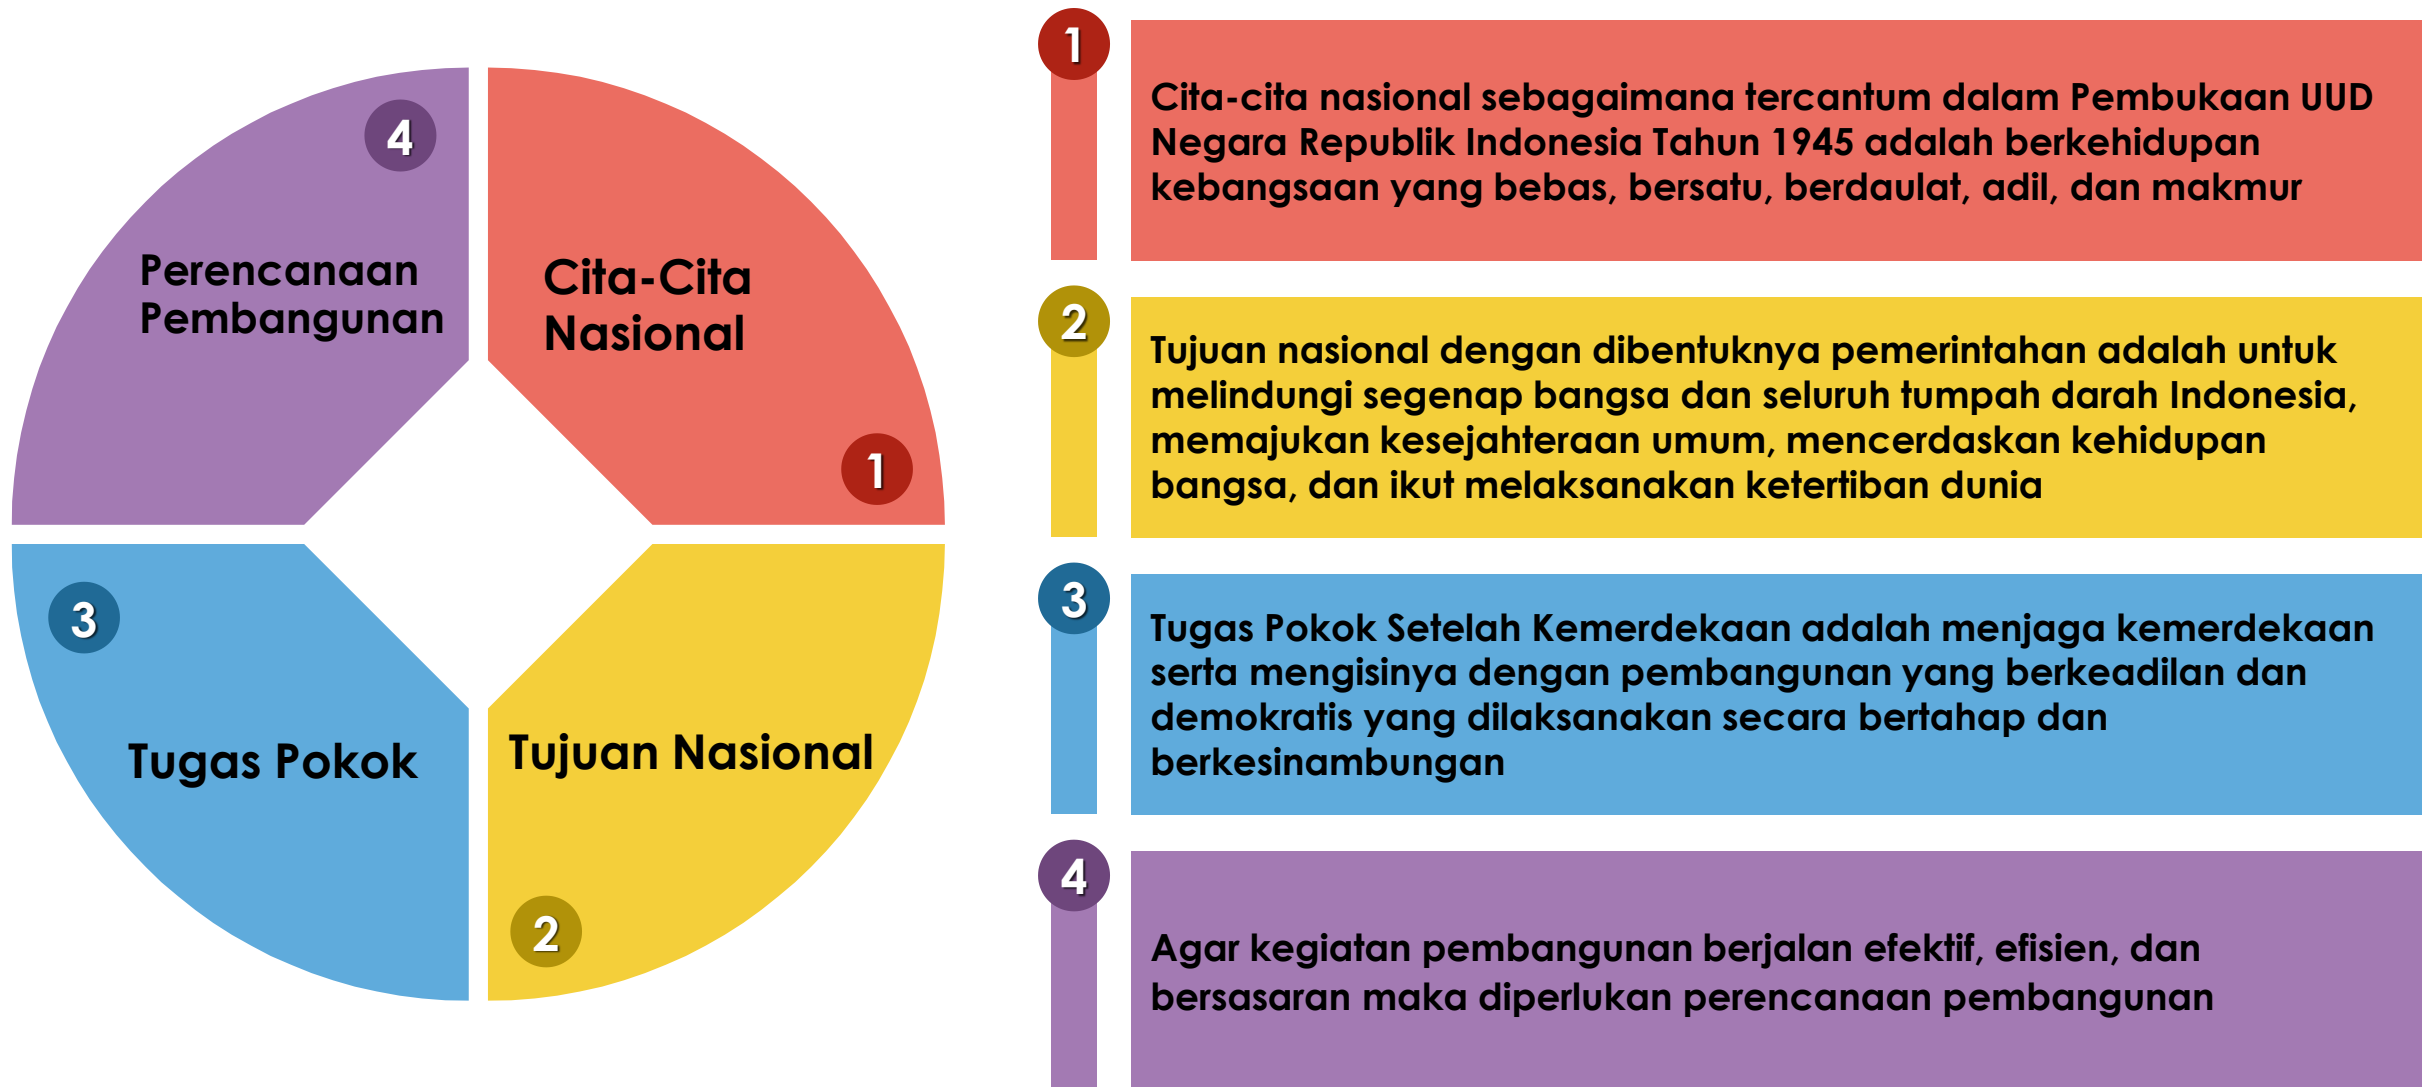 4
Perencanaan
Pembangunan
Cita-Cita
Nasional
1
3
Tugas Pokok
Tujuan Nasional
2
1
Cita-cita nasional sebagaimana tercantum dalam Pembukaan UUD
Negara Republik Indonesia Tahun 1945 adalah berkehidupan
kebangsaan yang bebas, bersatu, berdaulat, adil, dan makmur
2
Tujuan nasional dengan dibentuknya pemerintahan adalah untuk
melindungi segenap bangsa dan seluruh tumpah darah Indonesia,
memajukan kesejahteraan umum, mencerdaskan kehidupan
bangsa, dan ikut melaksanakan ketertiban dunia
3
Tugas Pokok Setelah Kemerdekaan adalah menjaga kemerdekaan
serta mengisinya dengan pembangunan yang berkeadilan dan
demokratis yang dilaksanakan secara bertahap dan
berkesinambungan
4
Agar kegiatan pembangunan berjalan efektif, efisien, dan
bersasaran maka diperlukan perencanaan pembangunan